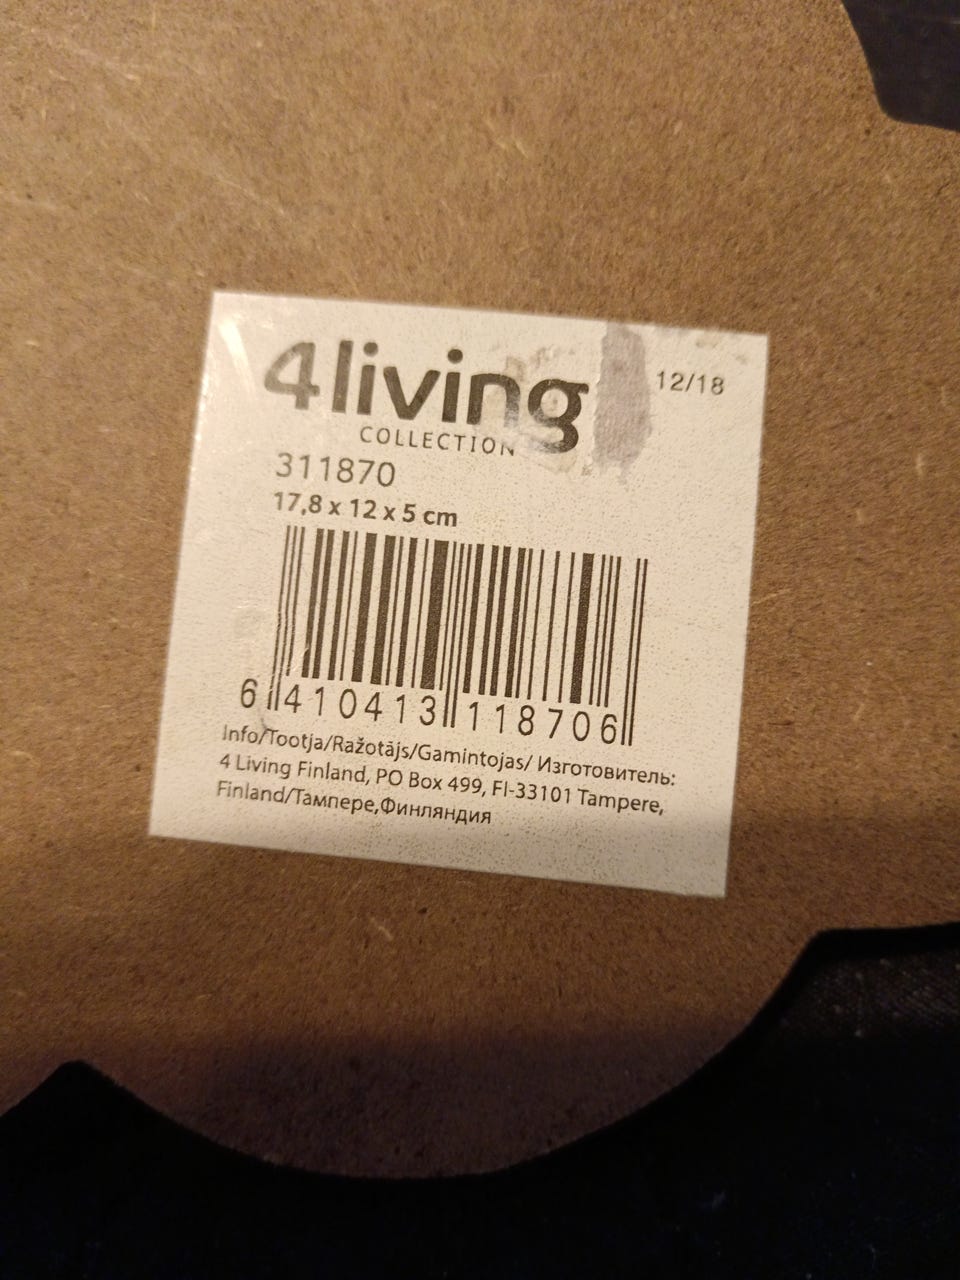 4living
12/18
COLLECTION
311870
17,8 x 12 x 5 cm
6 410413 118706
Info/Tootja/Ražotājs/Gamintojas/ Изготовитель:
4 Living Finland, PO Box 499, FI-33101 Tampere,
Finland/Тампере,Финляндия